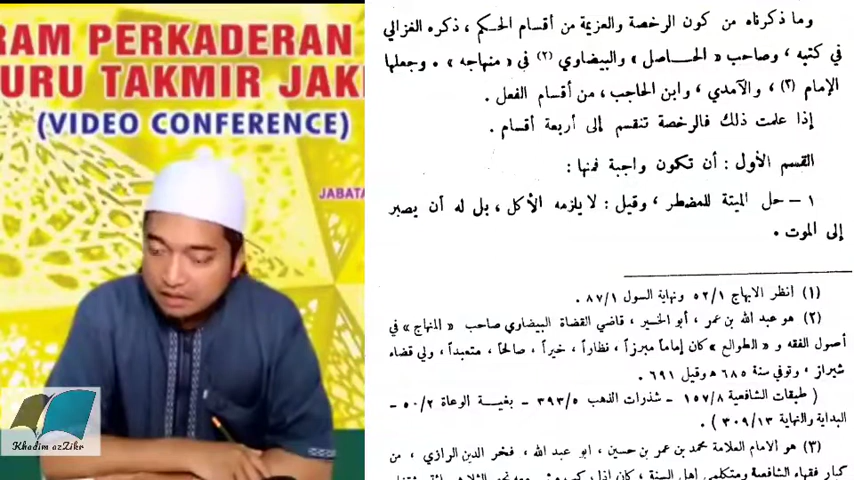 RAM PERKADERAN
URU TAKMIR JAK
(VIDEO CONFERENCE)
JABATA
Khadim azZikr
وما ذكرناه من كون الرخصة والعزيمة من أقسام الحكم ، ذكره الغزالي
في كتبه ، وصاحب « الحاصل » والبيضاوي (٢) في « منهاجه » . وجعلها
الإمام (٣) ، والآمدي ، وابن الحاجب ، من أقسام الفعل .
إذا علمت ذلك فالرخصة تنقسم إلى أربعة أقسام .
القسم الأول : أن تكون واجبة فمنها :
١ – حل الميتة للمضطر ، وقيل : لا يلزمه الأكل ، بل له أن يصبر
إلى الموت .
(١) انظر الابهاج ٥٢/١ ونهاية السول ٨٧/١ .
(٢) هو عبد الله بن عمر ، أبو الخير ، قاضي القضاة البيضاوي صاحب « المنهاج » في
أصول الفقه و « الطوالع » كان إماماً مبرزاً ، نظاراً ، خيراً ، صالحاً ، متعبداً ، ولي قضاء
شيراز ، وتوفي سنة ٦٨٥ ه وقيل ٦٩١ .
( طبقات الشافعية ١٥٧/٨ – شذرات الذهب ٣٩٣/٥ – بغية الوعاة ٥٠/٢ –
البداية والنهاية ٣٠٩/١٣ ) .
(٣) هو الامام العلامة محمد بن عمر بن حسين ، ابو عبد الله ، فخر الدين الرازي ، من
كبار فقهاء الشافعية ومتكلمي أهل السنة ، كان إذا ركب